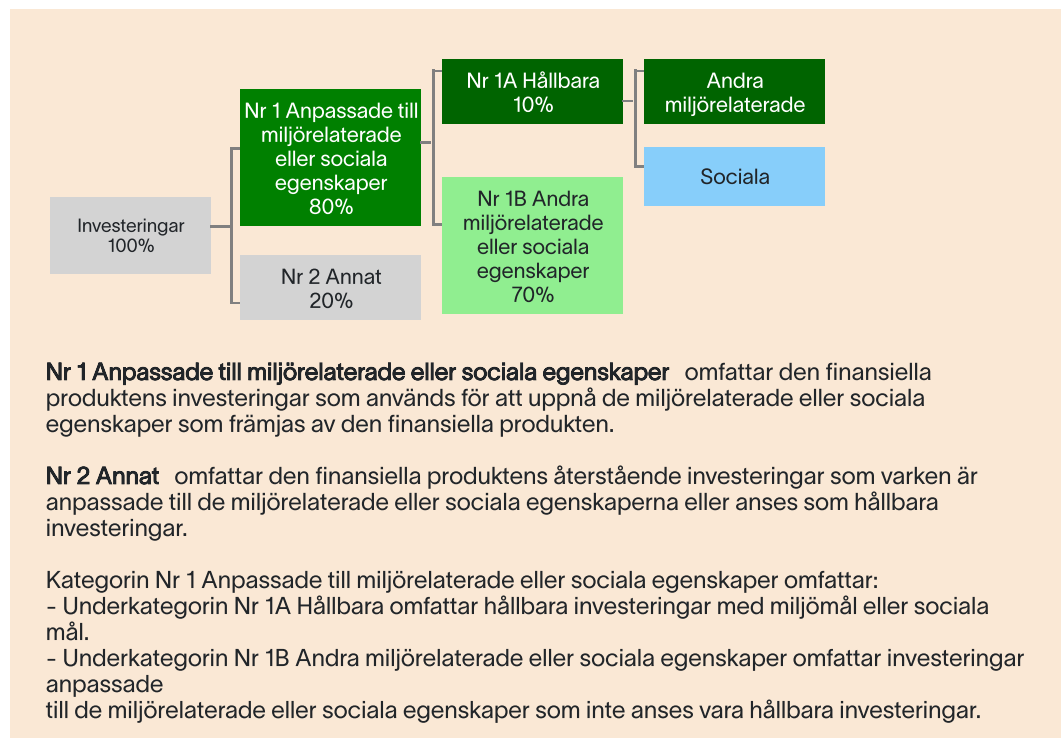 Investeringar
100%
Nr 1 Anpassade till
miljörelaterade
eller sociala
egenskaper
80%
Nr 2 Annat
20%
Nr 1A Hållbara
10%
Nr 1B Andra
miljörelaterade
eller sociala
egenskaper
70%
Andra
miljörelaterade
Sociala
Nr 1 Anpassade till miljörelaterade eller sociala egenskaper omfattar den finansiella
produktens investeringar som används för att uppnå de miljörelaterade eller sociala
egenskaper som främjas av den finansiella produkten.
Nr 2 Annat omfattar den finansiella produktens återstående investeringar som varken är
anpassade till de miljörelaterade eller sociala egenskaperna eller anses som hållbara
investeringar.
Kategorin Nr 1 Anpassade till miljörelaterade eller sociala egenskaper omfattar:
- Underkategorin Nr 1A Hållbara omfattar hållbara investeringar med miljömål eller sociala
mål.
- Underkategorin Nr 1B Andra miljörelaterade eller sociala egenskaper omfattar investeringar
anpassade
till de miljörelaterade eller sociala egenskaper som inte anses vara hållbara investeringar.